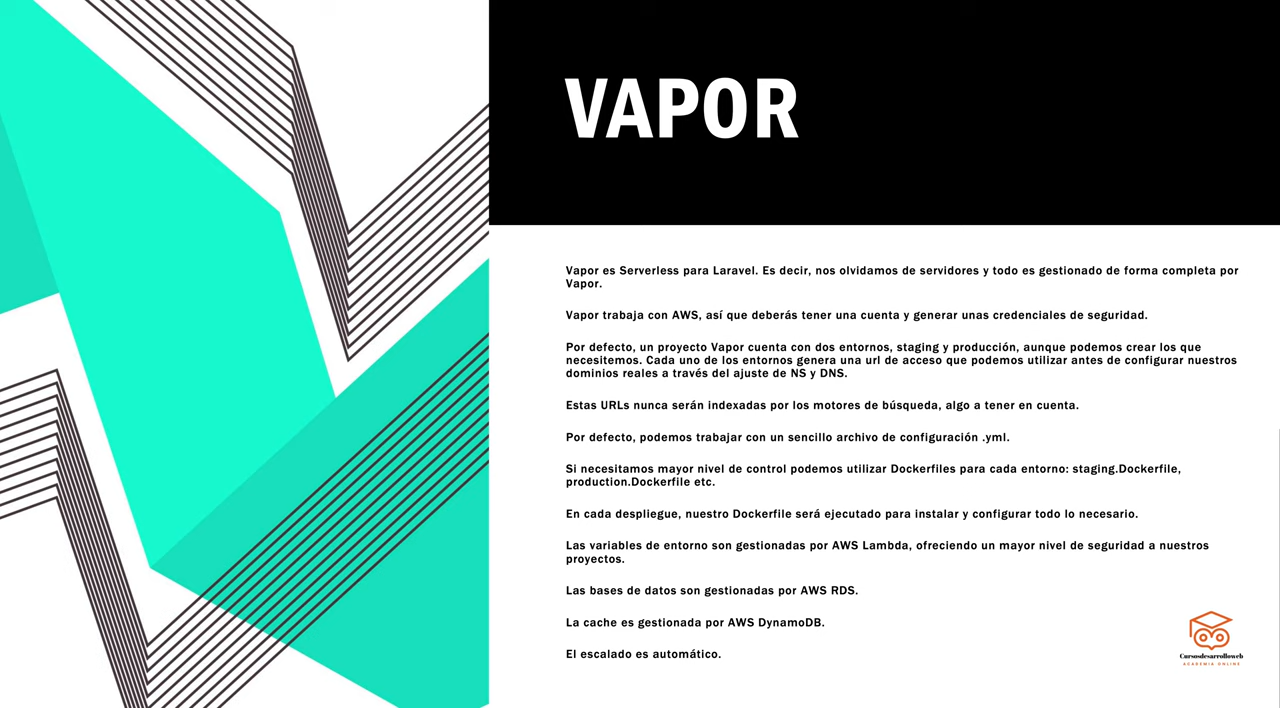 VAPOR
Vapor es Serverless para Laravel. Es decir, nos olvidamos de servidores y todo es gestionado de forma completa por
Vapor.
Vapor trabaja con AWS, así que deberás tener una cuenta y generar unas credenciales de seguridad.
Por defecto, un proyecto Vapor cuenta con dos entornos, staging y producción, aunque podemos crear los que
necesitemos. Cada uno de los entornos genera una url de acceso que podemos utilizar antes de configurar nuestros
dominios reales a través del ajuste de NS y DNS.
Estas URLs nunca serán indexadas por los motores de búsqueda, algo a tener en cuenta.
Por defecto, podemos trabajar con un sencillo archivo de configuración .yml.
Si necesitamos mayor nivel de control podemos utilizar Dockerfiles para cada entorno: staging.Dockerfile,
production.Dockerfile etc.
En cada despliegue, nuestro Dockerfile será ejecutado para instalar y configurar todo lo necesario.
Las variables de entorno son gestionadas por AWS Lambda, ofreciendo un mayor nivel de seguridad a nuestros
proyectos.
Las bases de datos son gestionadas por AWS RDS.
La cache es gestionada por AWS DynamoDB.
El escalado es automático.
Cursosdesarrolloweb
ACADEMIA ONLINE